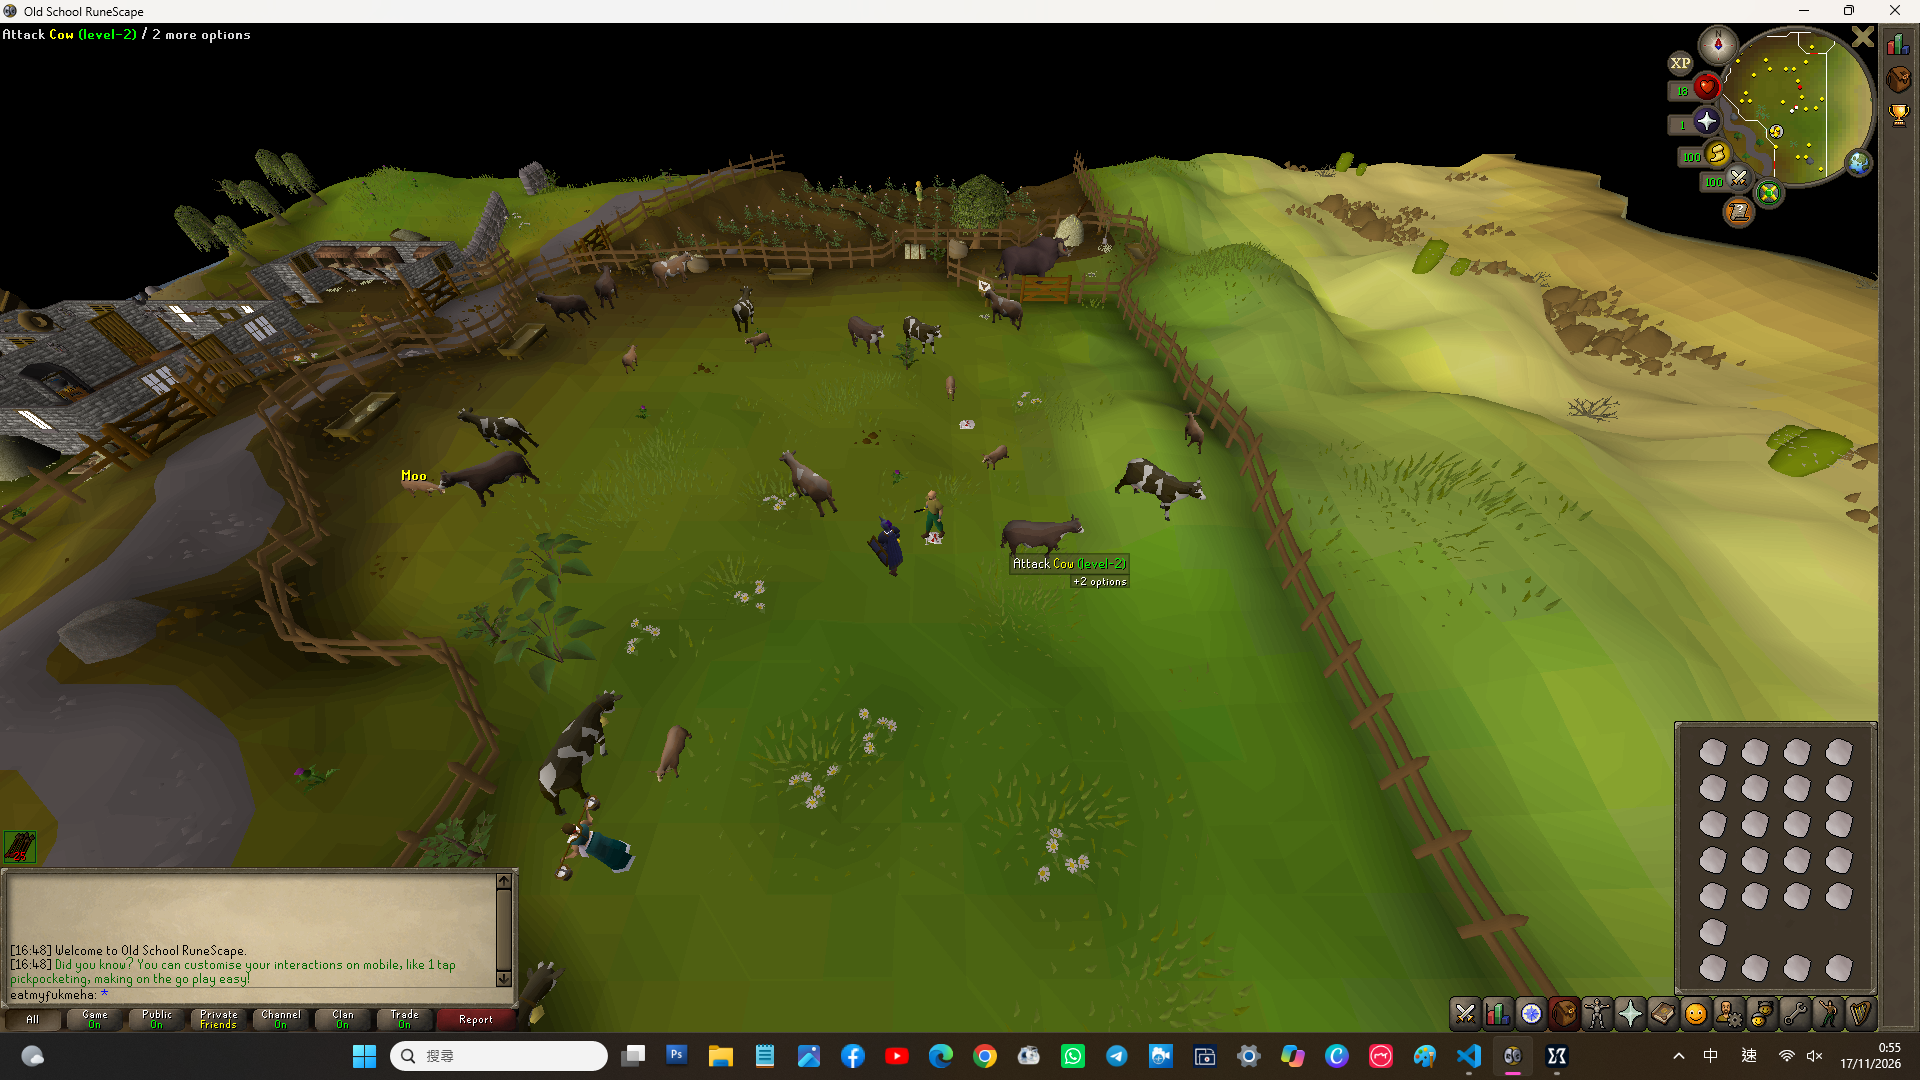 Old School RuneScape
Attack Cow (level-2) / 2 more options
N
XP
18
1
100
100
Moo
Attack Cow (level-2)
+2 options
23
[16:48] Welcome to Old School RuneScape.
[16:48] Did you know? You can customise your interactions on mobile, like 1 tap
pickpocketing, making on the go play easy!
eatmyfukmeha: *
All
Game
On
Public
On
Private
Friends
Channel
On
Clan
On
Trade
On
Report
搜尋
Ps
中
速
0:55
17/11/2026